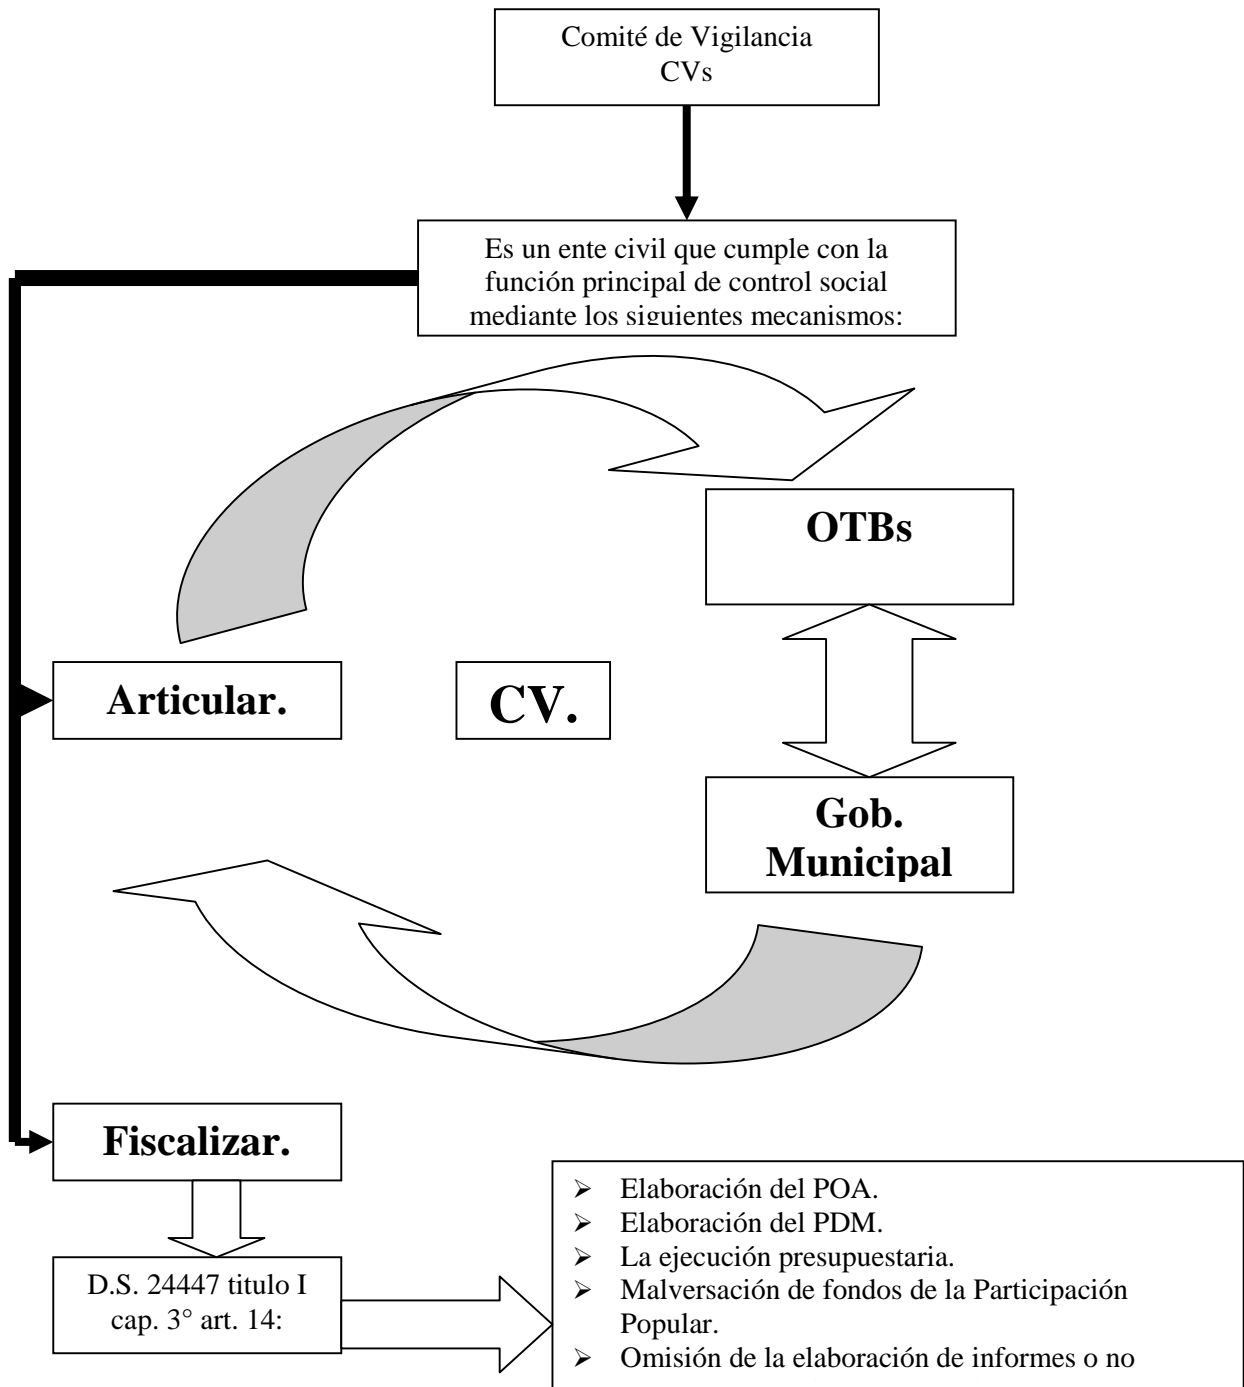 Comité de Vigilancia
CVs
Es un ente civil que cumple con la
función principal de control social
mediante los siguientes mecanismos:
OTBs
Articular.
CV.
Gob.
Municipal
Fiscalizar.
D.S. 24447 titulo I
cap. 3° art. 14:
➢ Elaboración del POA.
➢ Elaboración del PDM.
➢ La ejecución presupuestaria.
➢ Malversación de fondos de la Participación
Popular.
➢ Omisión de la elaboración de informes o no